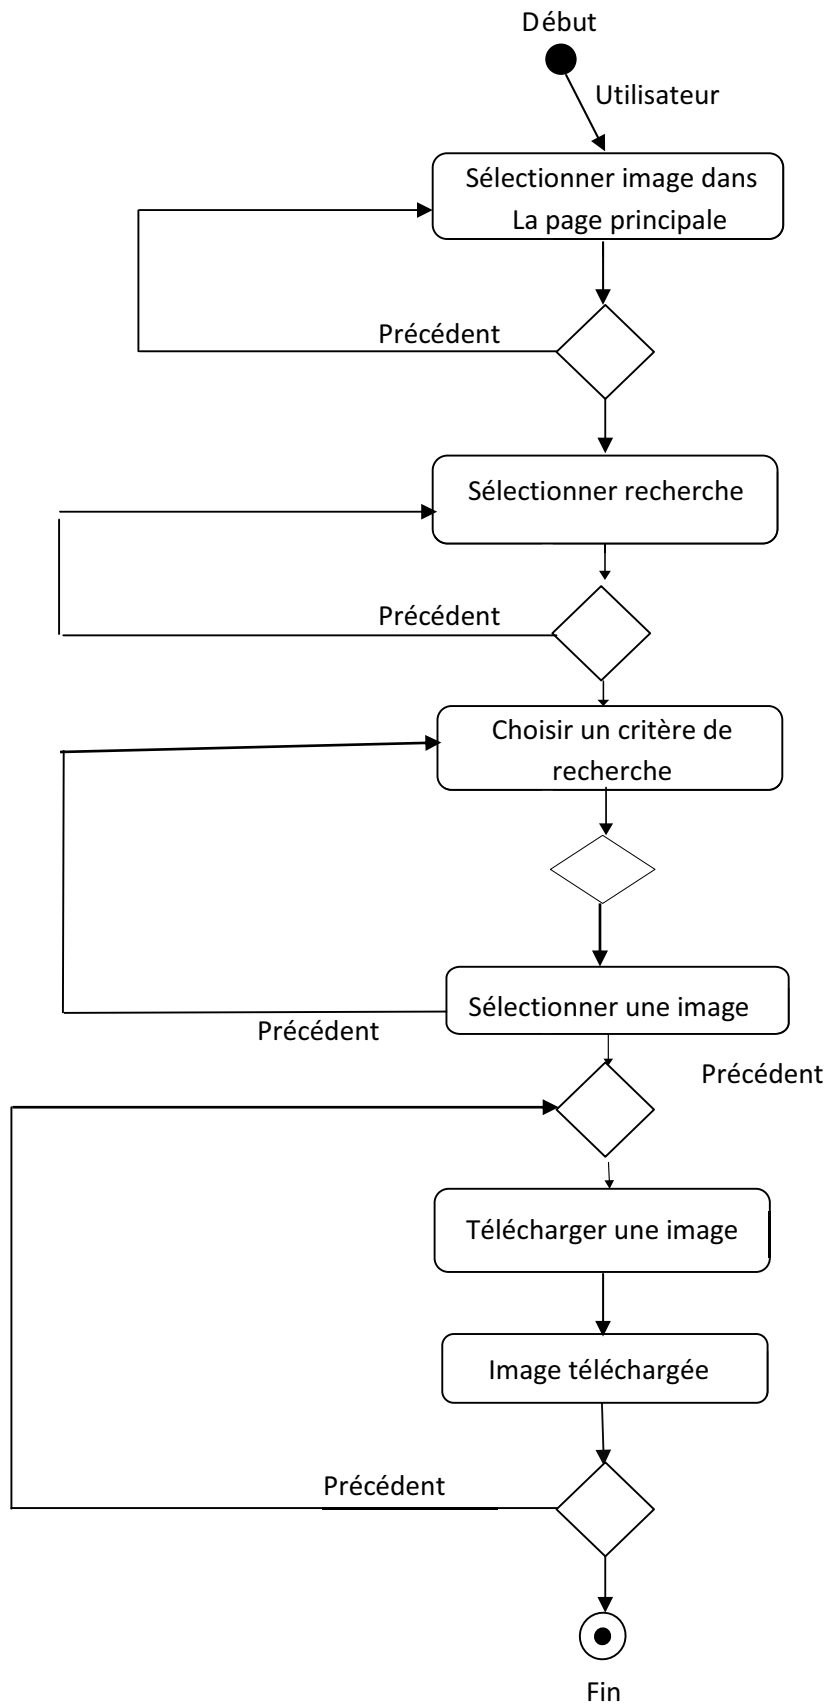 Début
Utilisateur
Sélectionner image dans
La page principale
Précédent
Sélectionner recherche
Précédent
Choisir un critère de
recherche
Sélectionner une image
Précédent
Précédent
Télécharger une image
Image téléchargée
Précédent
Fin